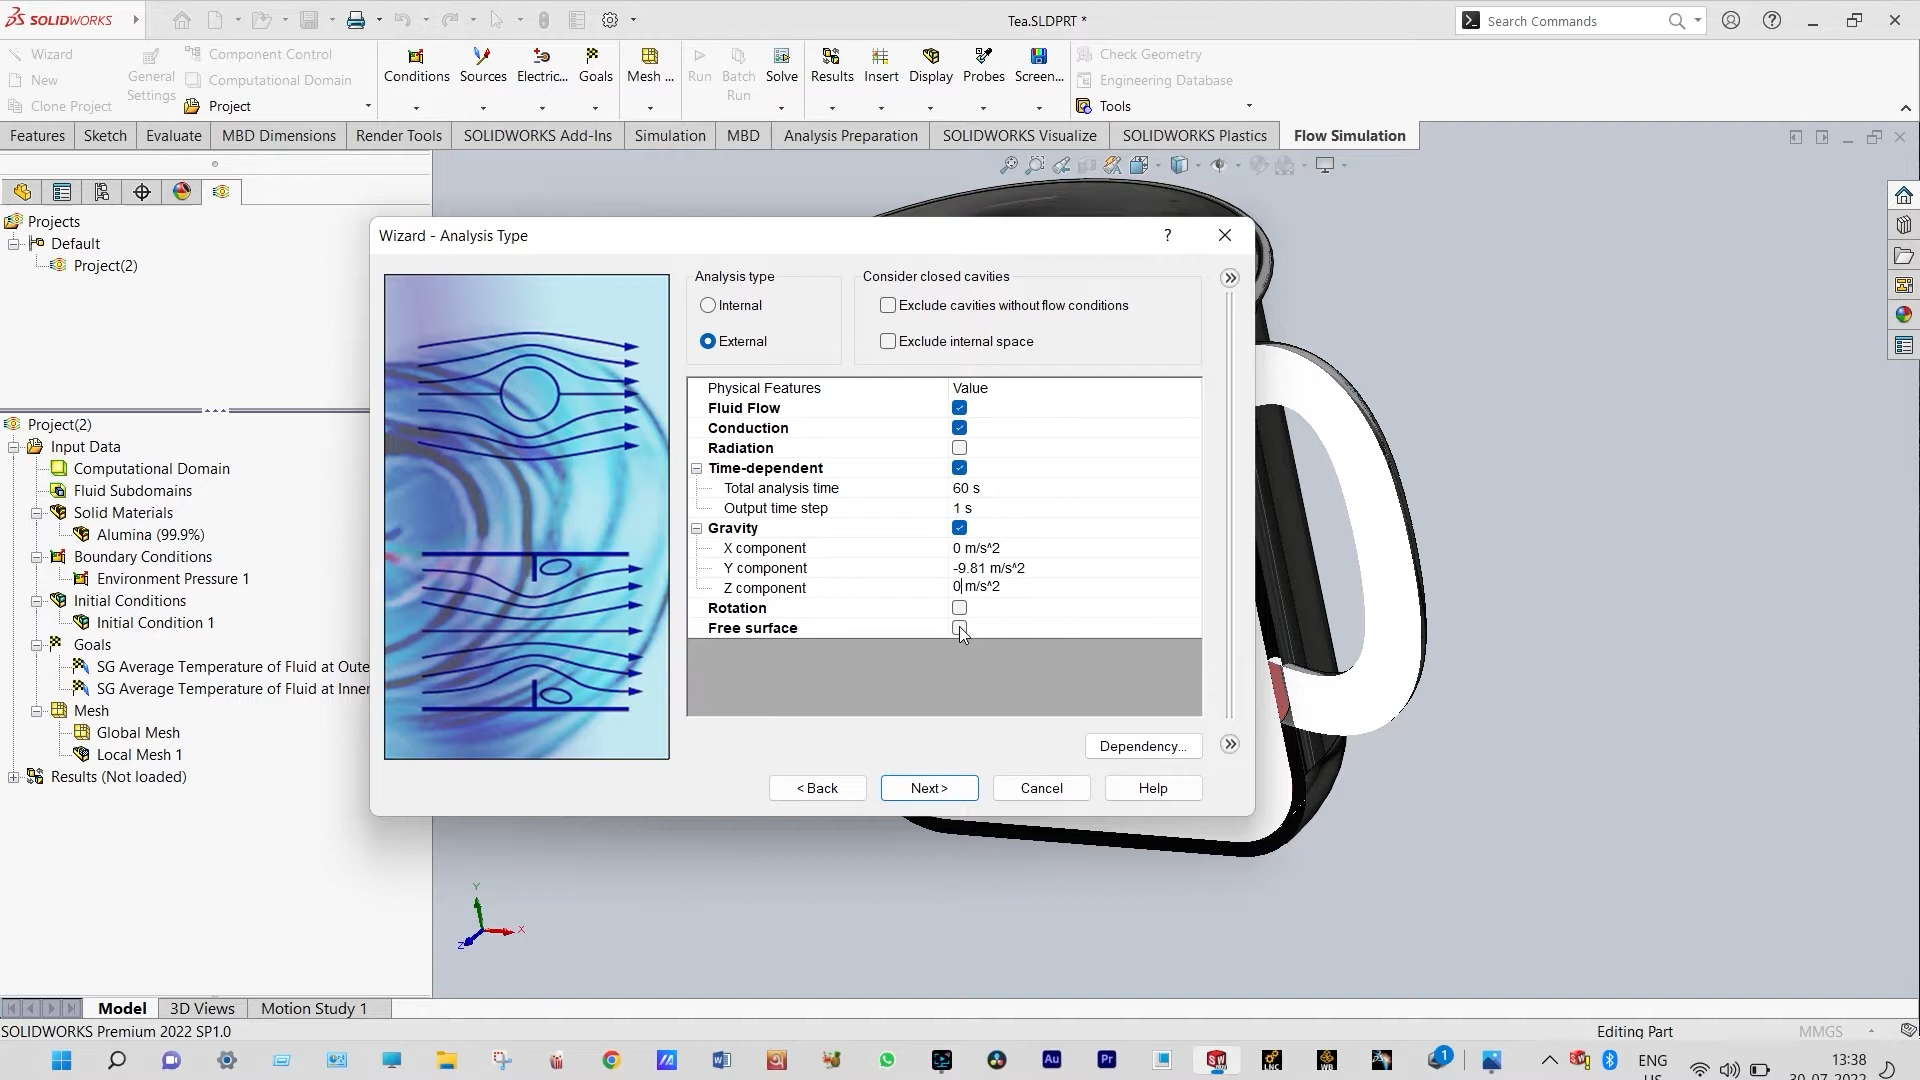 SOLIDWORKS
Tea.SLDPRT *
Search Commands
Wizard
New
Clone Project
General Settings
Component Control
Computational Domain
Project
Conditions
Sources
Electric...
Goals
Mesh ...
Run
Batch Run
Solve
Results
Insert
Display
Probes
Screen...
Check Geometry
Engineering Database
Tools
Features
Sketch
Evaluate
MBD Dimensions
Render Tools
SOLIDWORKS Add-Ins
Simulation
MBD
Analysis Preparation
SOLIDWORKS Visualize
SOLIDWORKS Plastics
Flow Simulation
Projects
Default
Project(2)
Project(2)
Input Data
Computational Domain
Fluid Subdomains
Solid Materials
Alumina (99.9%)
Boundary Conditions
Environment Pressure 1
Initial Conditions
Initial Condition 1
Goals
SG Average Temperature of Fluid at Oute
SG Average Temperature of Fluid at Inner
Mesh
Global Mesh
Local Mesh 1
Results (Not loaded)
Wizard - Analysis Type
?
Analysis type
Internal
External
Consider closed cavities
Exclude cavities without flow conditions
Exclude internal space
Physical Features Value
Fluid Flow
Conduction
Radiation
Time-dependent
Total analysis time 60 s
Output time step 1 s
Gravity
X component 0 m/s^2
Y component -9.81 m/s^2
Z component 0 m/s^2
Rotation
Free surface
Dependency...
< Back
Next >
Cancel
Help
Y
X
Z
Model
3D Views
Motion Study 1
SOLIDWORKS Premium 2022 SP1.0
Editing Part
MMGS
W
Au
Pr
1
ENG
13:38
30-07-2022